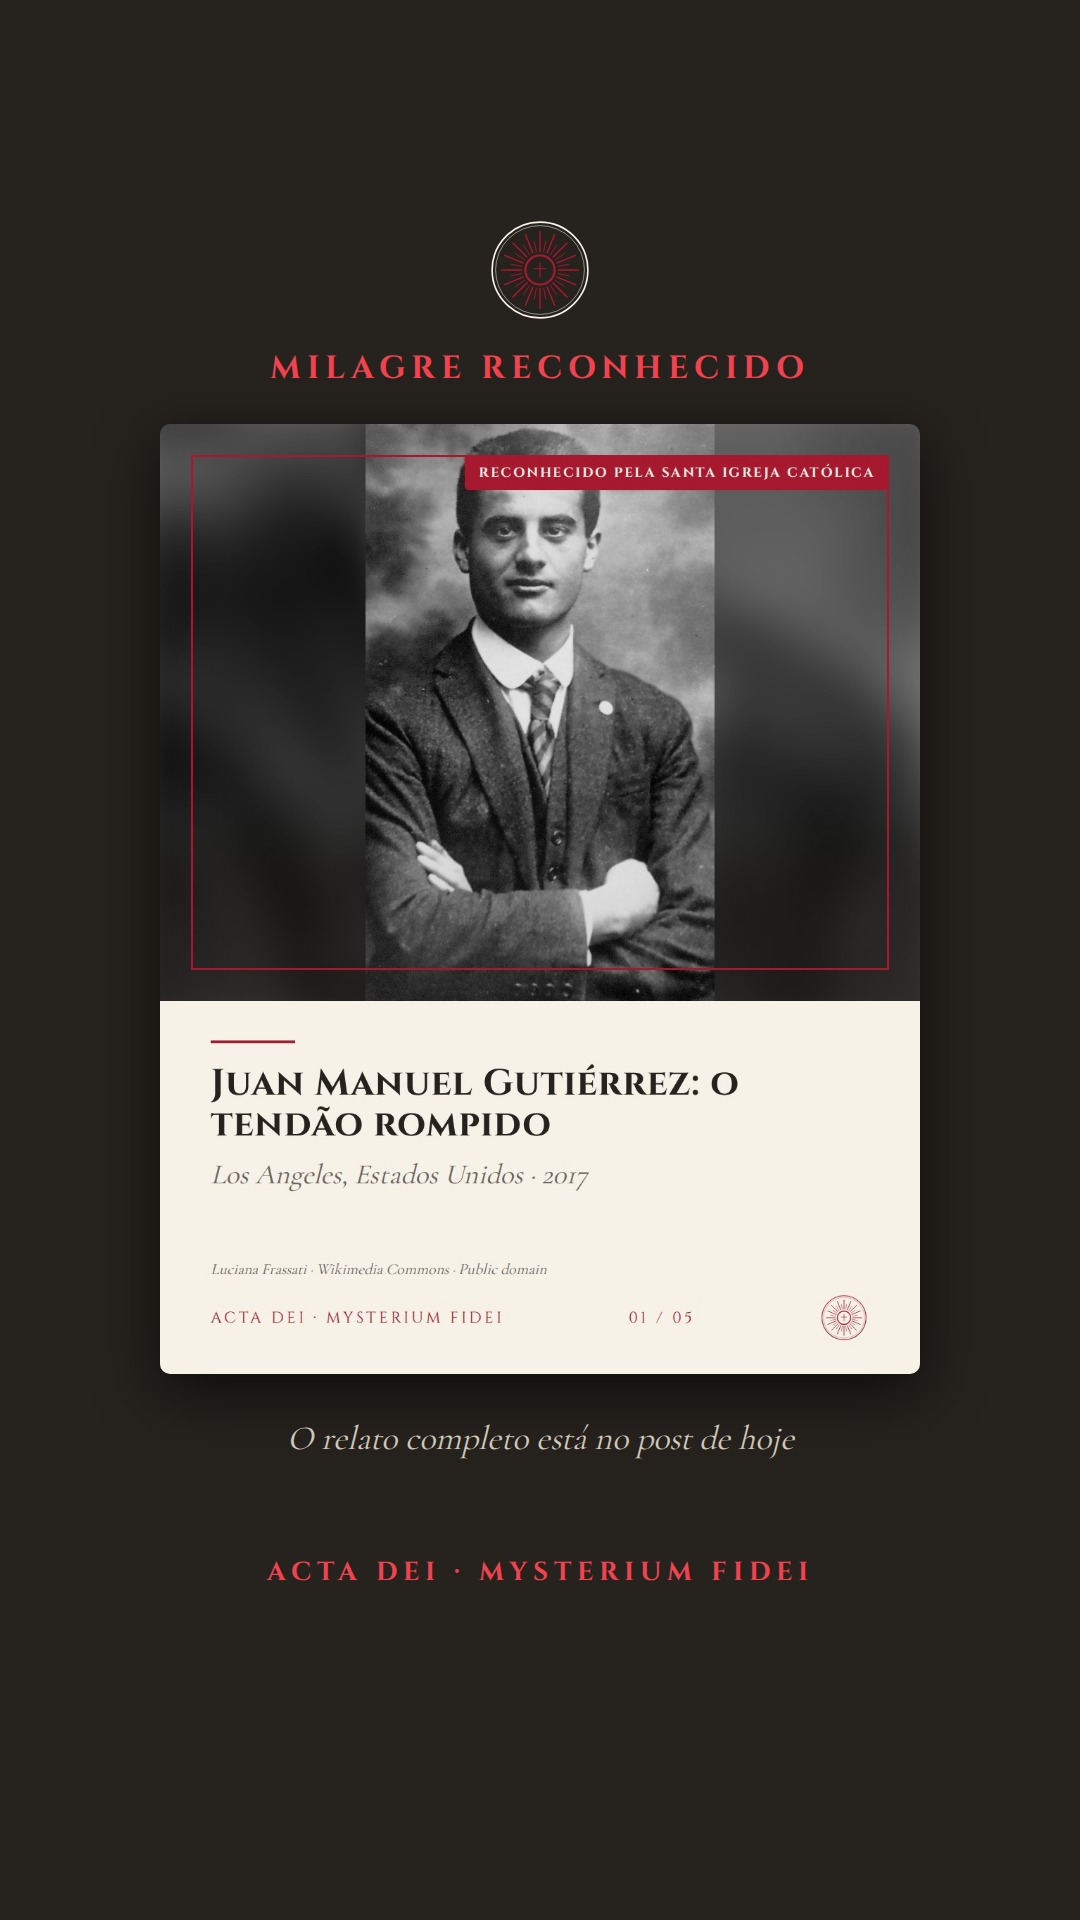 MILAGRE RECONHECIDO
RECONHECIDO PELA SANTA IGREJA CATÓLICA
Juan Manuel Gutiérrez: o
tendão rompido
Los Angeles, Estados Unidos · 2017
Luciana Frassati · Wikimedia Commons · Public domain
ACTA DEI · MYSTERIUM FIDEI
01 / 05
O relato completo está no post de hoje
ACTA DEI · MYSTERIUM FIDEI